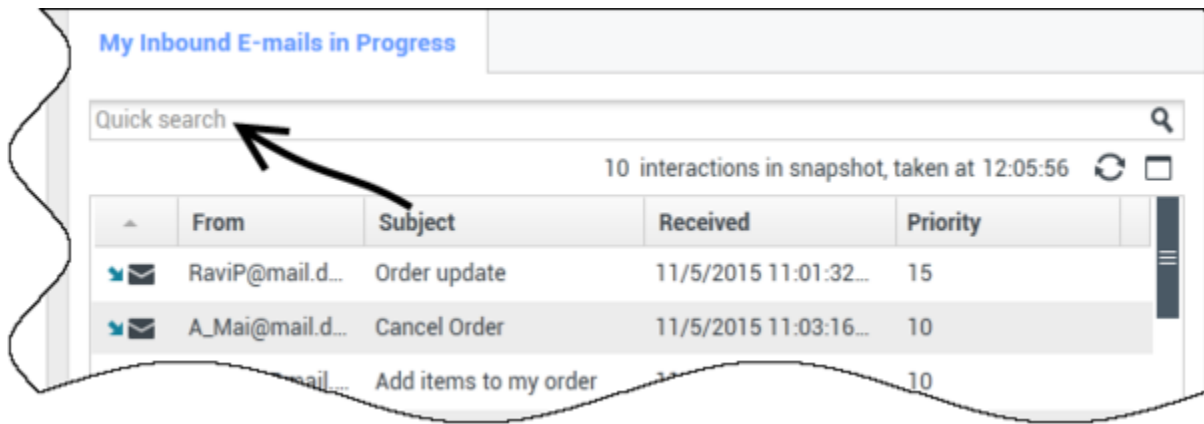 My Inbound E-mails in Progress
Quick search
10 interactions in snapshot, taken at 12:05:56
From Subject Received Priority
RaviP@mail.d... Order update 11/5/2015 11:01:32... 15
A_Mai@mail.d... Cancel Order 11/5/2015 11:03:16... 10
Add items to my order 10